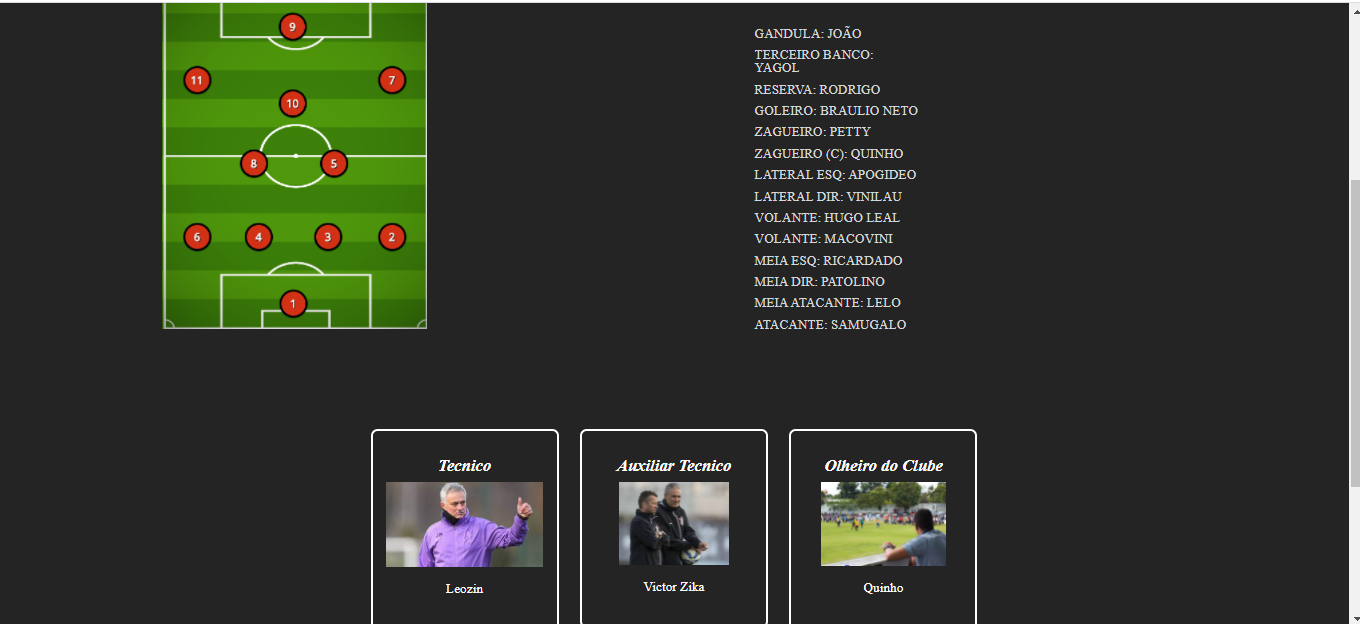 9
11
7
10
8
5
6
4
3
2
1
GANDULA: JOÃO
TERCEIRO BANCO:
YAGOL
RESERVA: RODRIGO
GOLEIRO: BRAULIO NETO
ZAGUEIRO: PETTY
ZAGUEIRO (C): QUINHO
LATERAL ESQ: APOGIDEO
LATERAL DIR: VINILAU
VOLANTE: HUGO LEAL
VOLANTE: MACOVINI
MEIA ESQ: RICARDADO
MEIA DIR: PATOLINO
MEIA ATACANTE: LELO
ATACANTE: SAMUGALO
Tecnico
Leozin
Auxiliar Tecnico
Victor Zika
Olheiro do Clube
Quinho